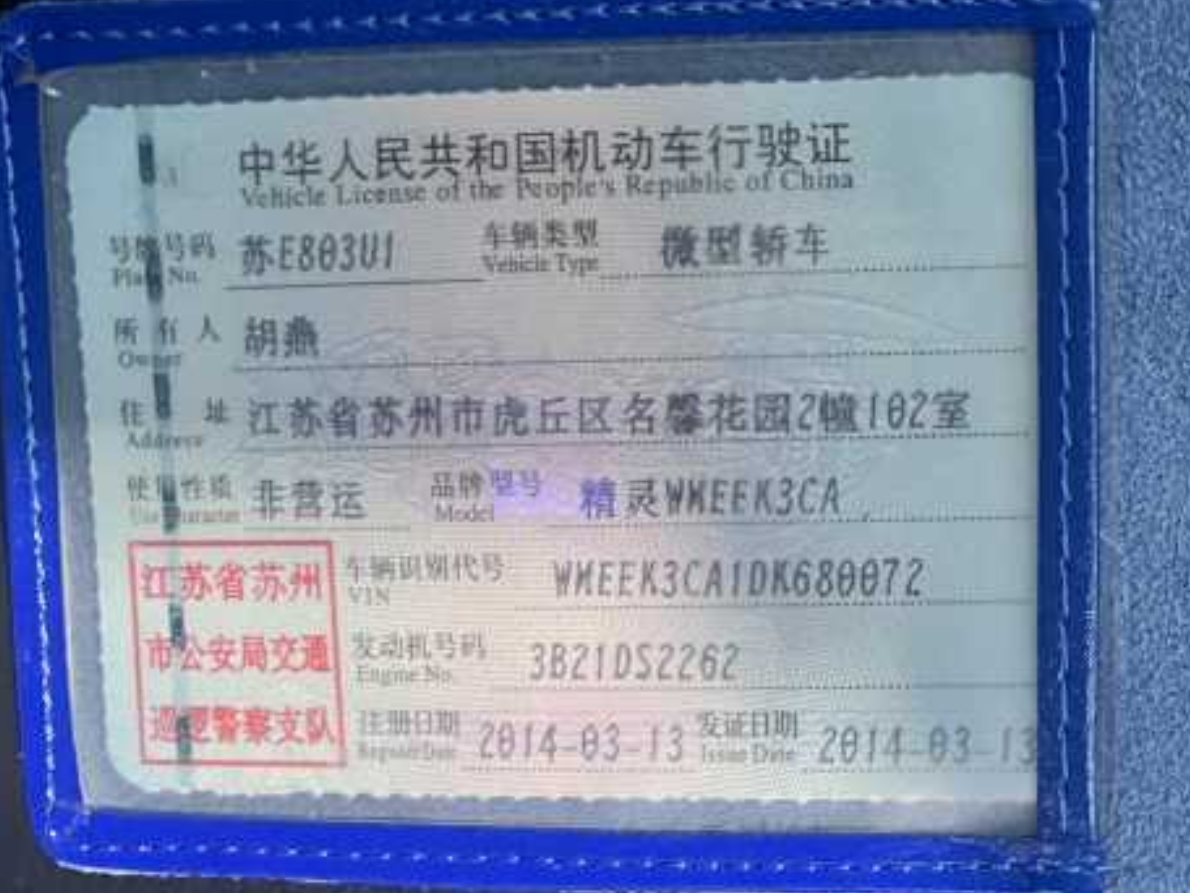 中华人民共和国机动车行驶证
Vehicle License of the People's Republic of China
号牌号码 苏E803U1 车辆类型 微型轿车
Plate No. Vehicle Type
所有人 胡燕
Owner
住址 江苏省苏州市虎丘区名馨花园2幢102室
Address
使用性质 非营运 品牌型号 精灵WMEEK3CA
Use Character Model
江苏省苏州 车辆识别代号 WMEEK3CA1DK680072
VIN
市公安局交通 发动机号码 3B21DS2262
Engine No.
巡逻警察支队 注册日期 2014-03-13 发证日期 2014-03-13
Register Date Issue Date